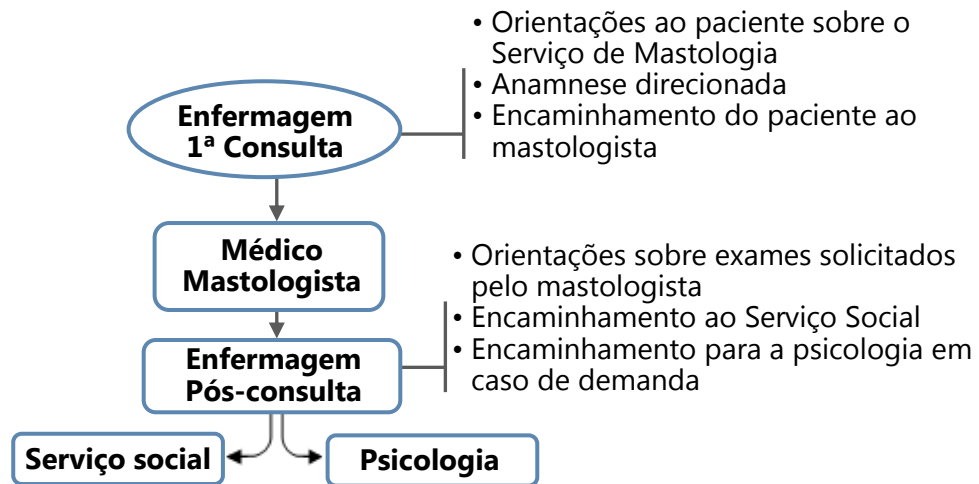 • Orientações ao paciente sobre o
Serviço de Mastologia
• Anamnese direcionada
• Encaminhamento do paciente ao
mastologista
Enfermagem
1ª Consulta
Médico
Mastologista
• Orientações sobre exames solicitados
pelo mastologista
• Encaminhamento ao Serviço Social
• Encaminhamento para a psicologia em
caso de demanda
Enfermagem
Pós-consulta
Serviço social
Psicologia